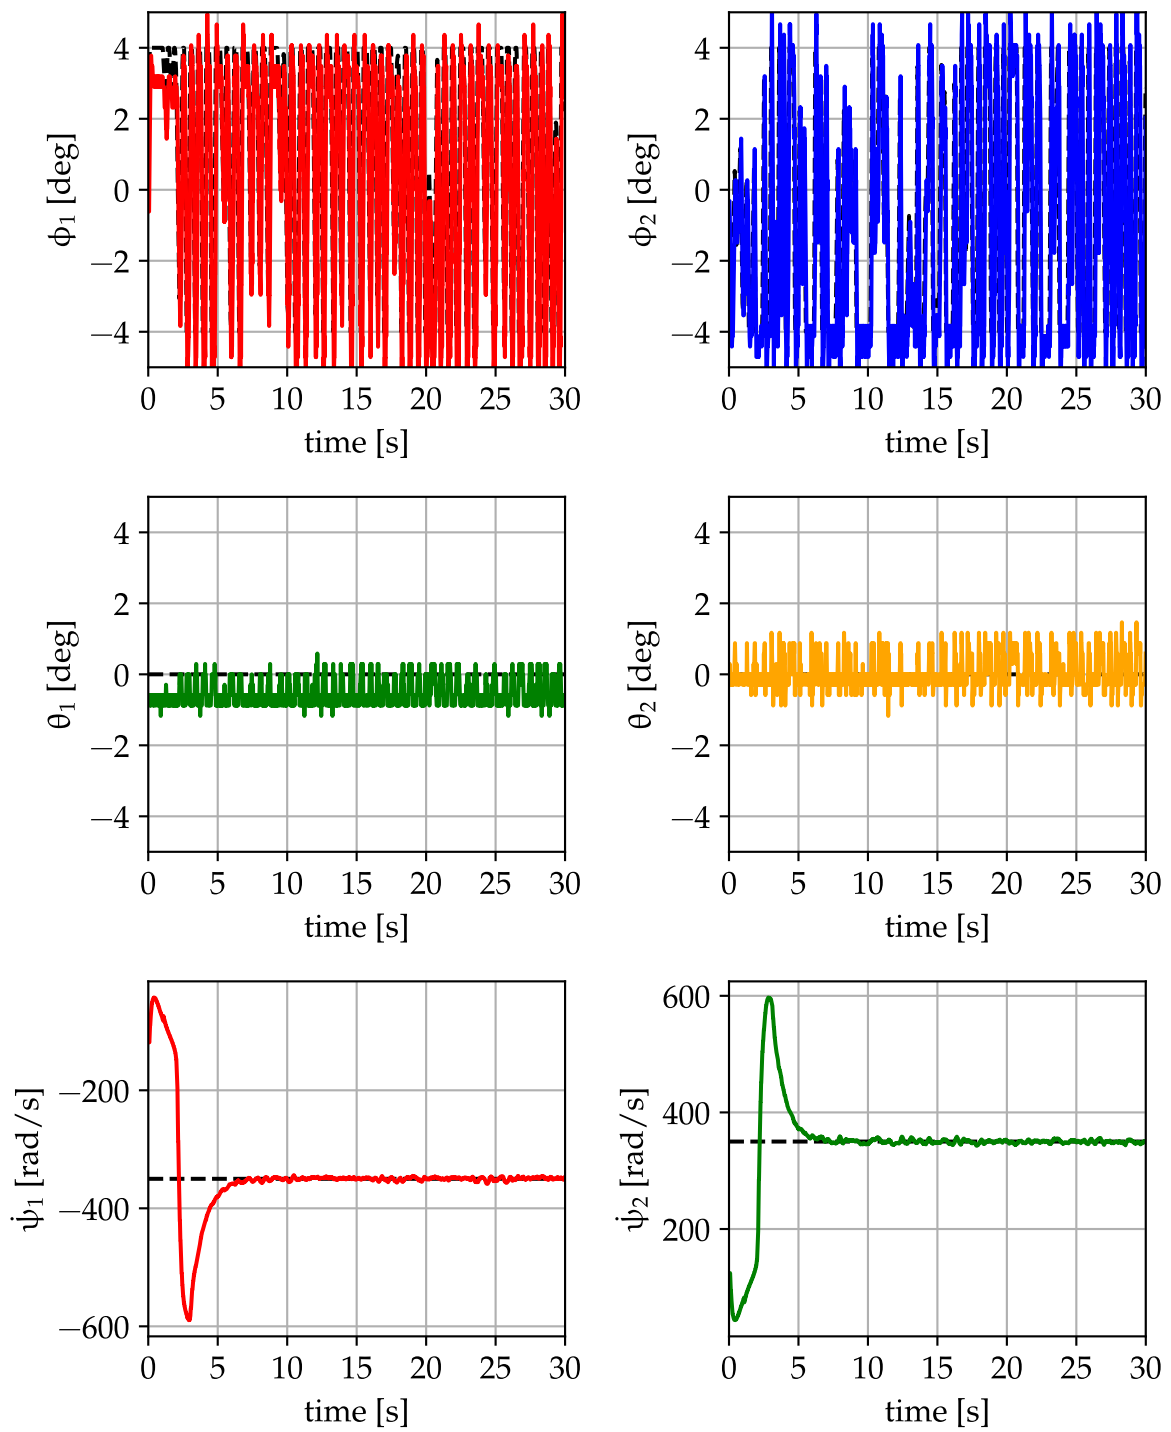 4
2
0
−2
−4
ϕ₁ [deg]
0 5 10 15 20 25 30
time [s]
4
2
0
−2
−4
ϕ₂ [deg]
0 5 10 15 20 25 30
time [s]
4
2
0
−2
−4
θ₁ [deg]
0 5 10 15 20 25 30
time [s]
4
2
0
−2
−4
θ₂ [deg]
0 5 10 15 20 25 30
time [s]
−200
−400
−600
ψ̇₁ [rad/s]
0 5 10 15 20 25 30
time [s]
600
400
200
ψ̇₂ [rad/s]
0 5 10 15 20 25 30
time [s]